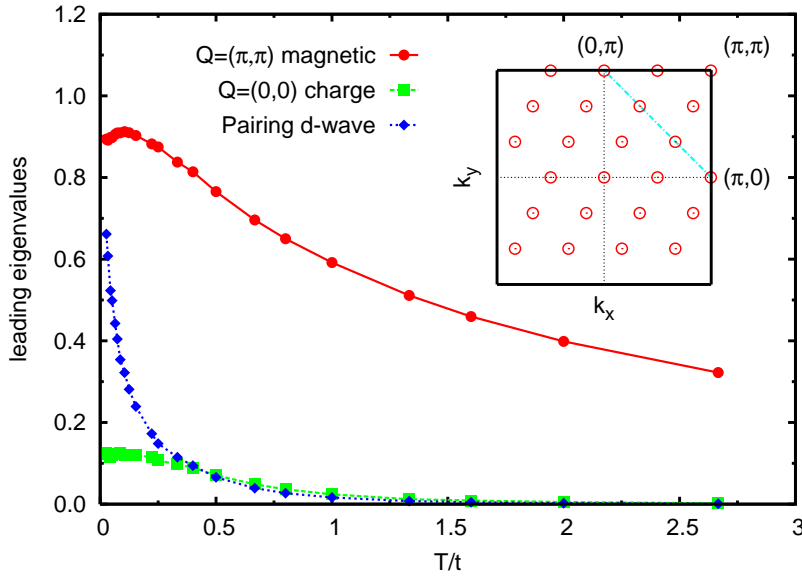 Q=(π,π) magnetic
Q=(0,0) charge
Pairing d-wave
(0,π)
(π,π)
(π,0)
k_y
k_x
leading eigenvalues
1.2
1.0
0.8
0.6
0.4
0.2
0.0
0
0.5
1
1.5
2
2.5
3
T/t